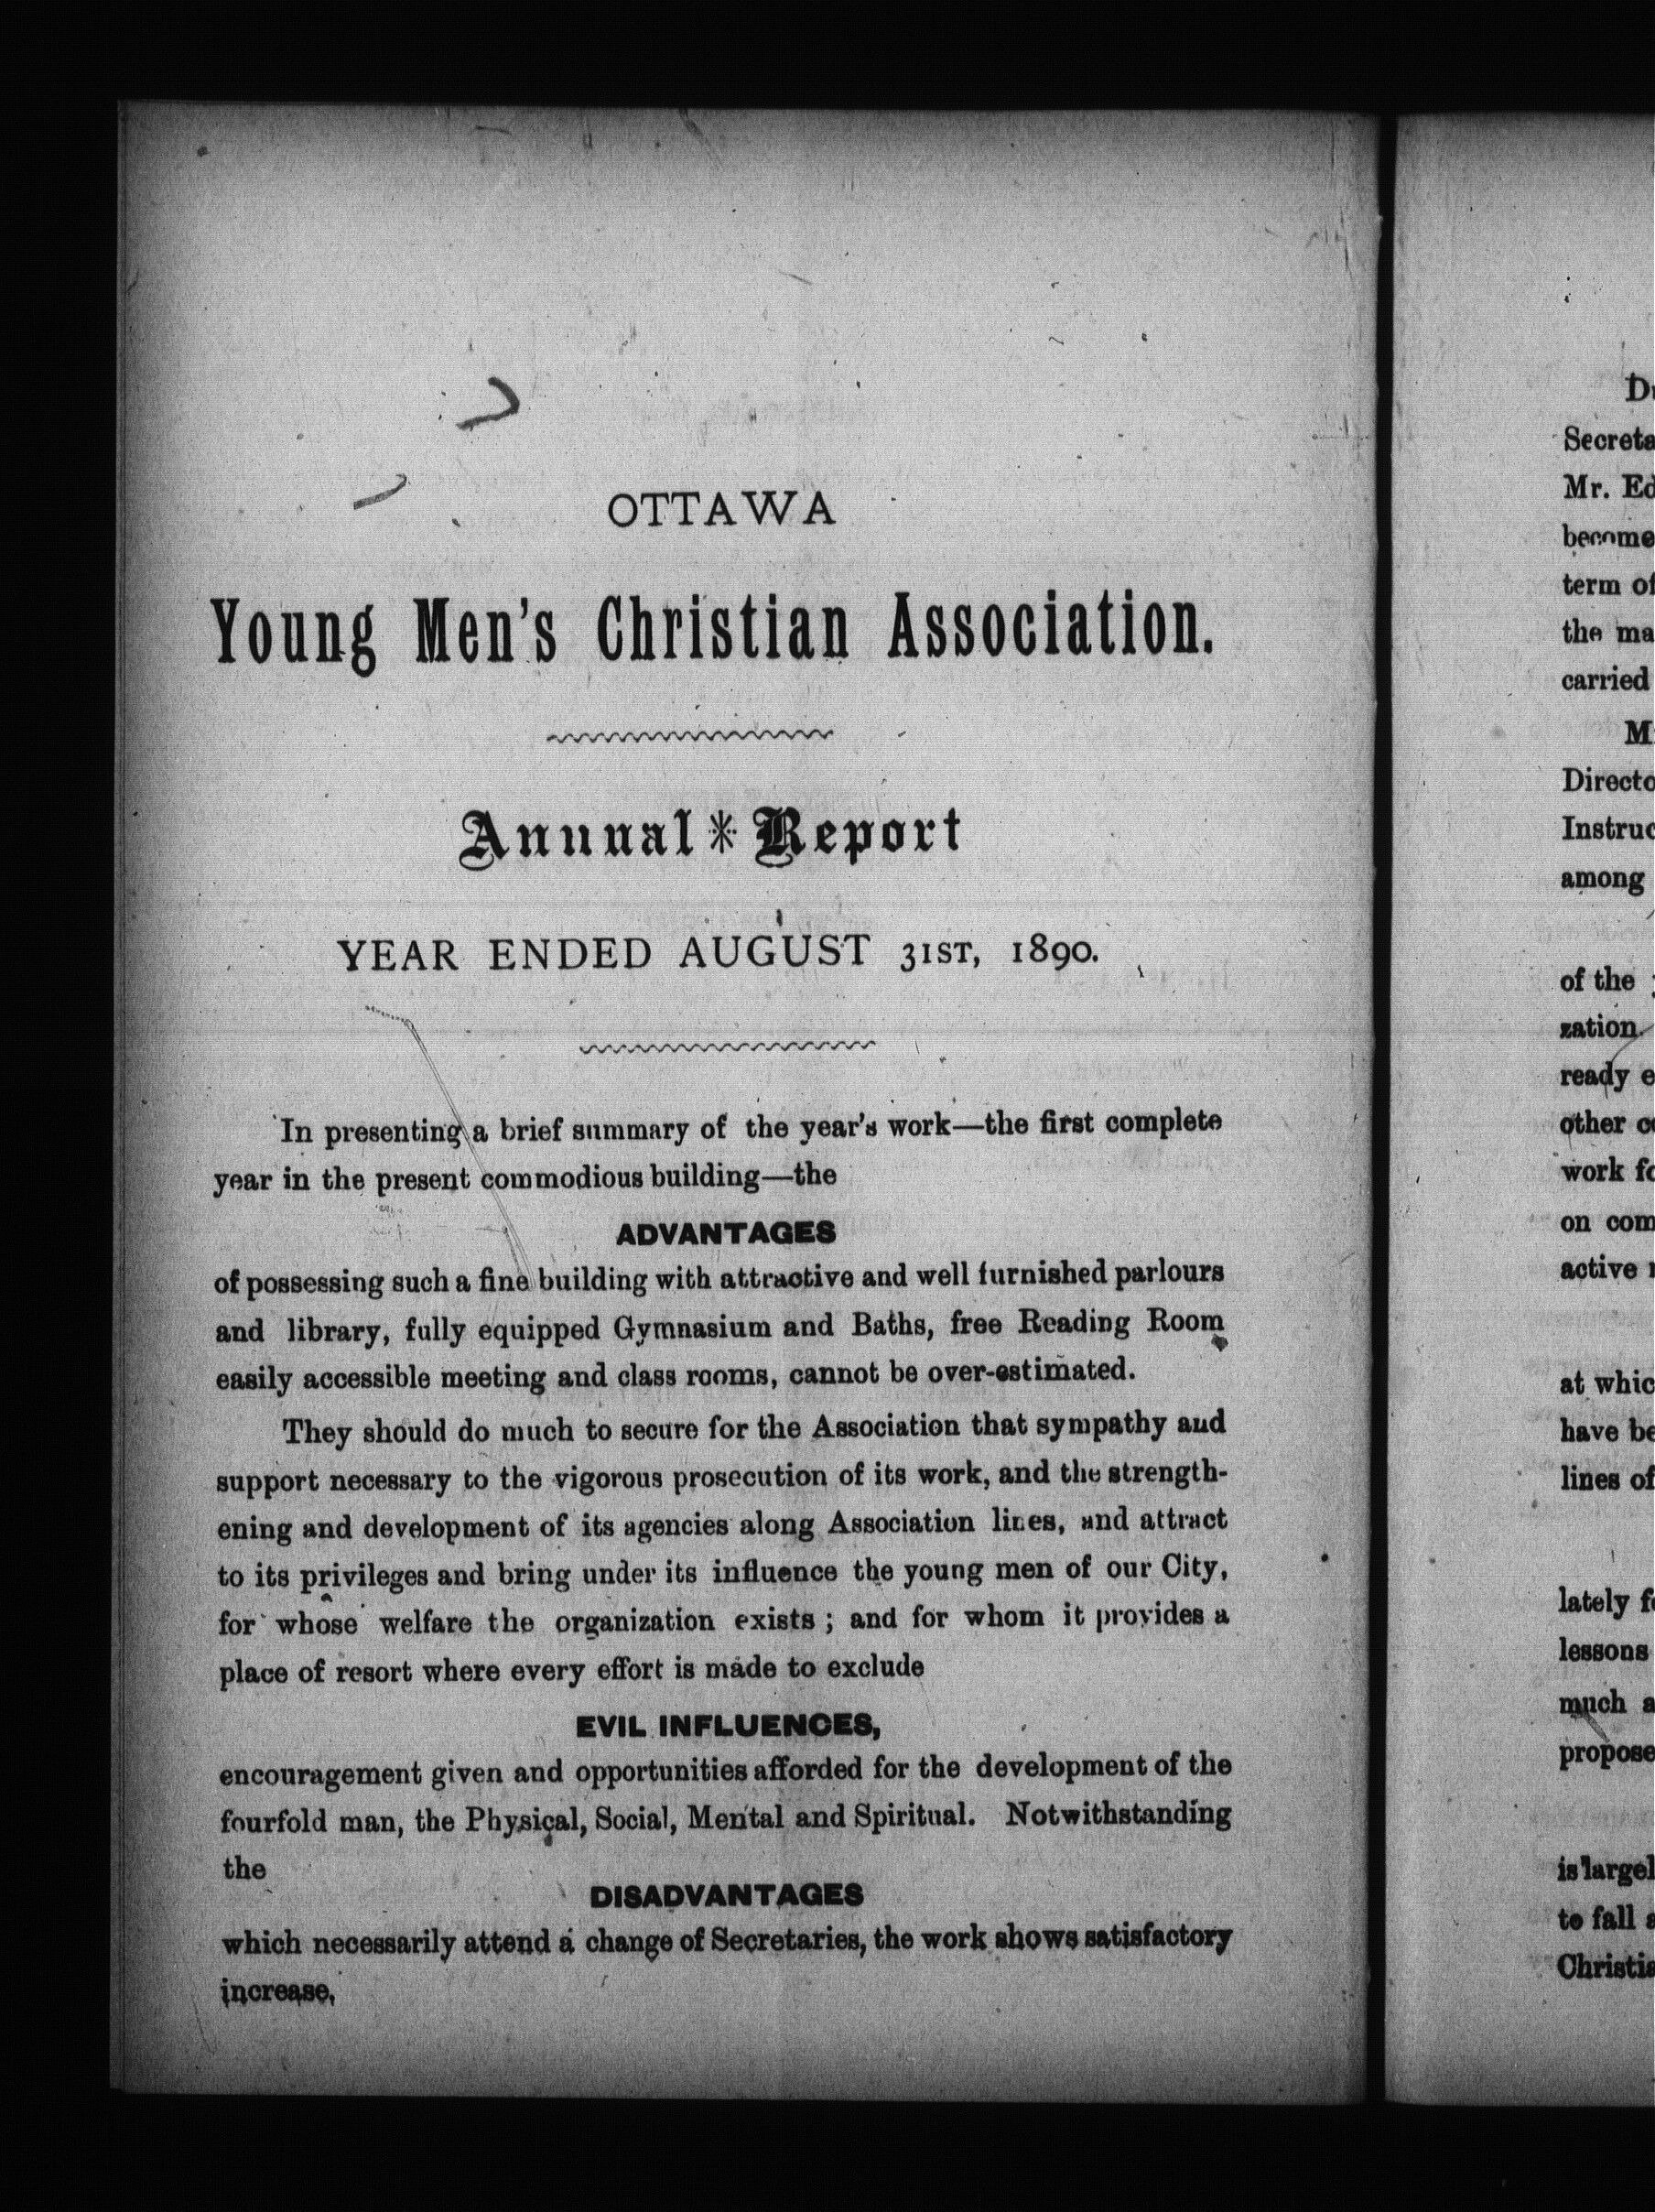 OTTAWA
Young Men's Christian Association.
Annual * Report
YEAR ENDED AUGUST 31ST, 1890.
In presenting a brief summary of the year's work—the first complete
year in the present commodious building—the
ADVANTAGES
of possessing such a fine building with attractive and well furnished parlours
and library, fully equipped Gymnasium and Baths, free Reading Room
easily accessible meeting and class rooms, cannot be over-estimated.
They should do much to secure for the Association that sympathy and
support necessary to the vigorous prosecution of its work, and the strength-
ening and development of its agencies along Association lines, and attract
to its privileges and bring under its influence the young men of our City,
for whose welfare the organization exists ; and for whom it provides a
place of resort where every effort is made to exclude
EVIL INFLUENCES,
encouragement given and opportunities afforded for the development of the
fourfold man, the Physical, Social, Mental and Spiritual. Notwithstanding
the
DISADVANTAGES
which necessarily attend a change of Secretaries, the work shows satisfactory
increase,
Secreta
Mr. Ed
become
term of
the ma
carried
M
Directo
Instruc
among
of the
zation.
ready e
other co
work fo
on com
active
at whic
have be
lines of
lately fo
lessons
much a
propose
is largel
to fall a
Christia